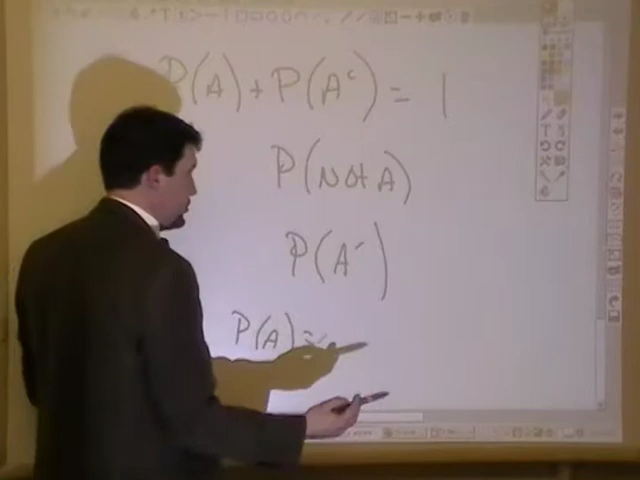 P(A) + P(Aᶜ) = 1
P(Not A)
P(A′)
P(A) =